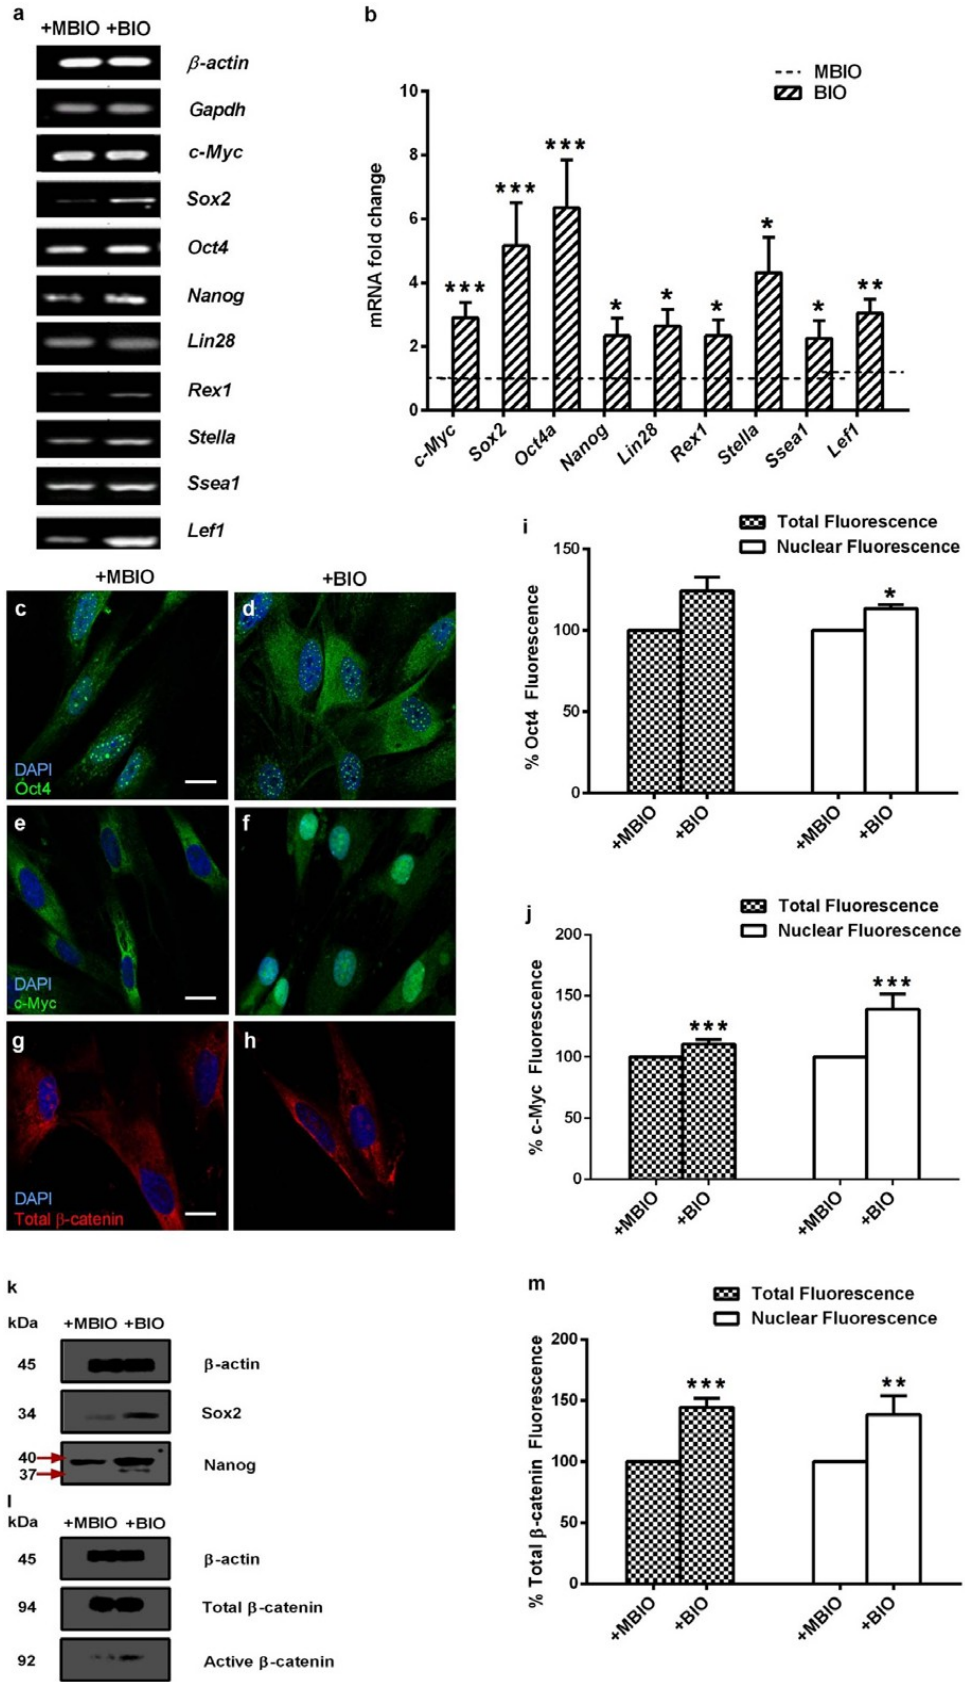 a
+MBIO +BIO
β-actin
Gapdh
c-Myc
Sox2
Oct4
Nanog
Lin28
Rex1
Stella
Ssea1
Lef1
b
MBIO
BIO
mRNA fold change
10
8
6
4
2
0
***
***
***
*
*
*
*
*
**
c-Myc Sox2 Oct4a Nanog Lin28 Rex1 Stella Ssea1 Lef1
+MBIO +BIO
c
DAPI
Oct4
d
e
DAPI
c-Myc
f
g
DAPI
Total β-catenin
h
i
Total Fluorescence
Nuclear Fluorescence
% Oct4 Fluorescence
150
100
50
0
*
+MBIO +BIO +MBIO +BIO
j
Total Fluorescence
Nuclear Fluorescence
% c-Myc Fluorescence
200
150
100
50
0
***
***
+MBIO +BIO +MBIO +BIO
k
kDa +MBIO +BIO
45 β-actin
34 Sox2
40
37
Nanog
l
kDa +MBIO +BIO
45 β-actin
94 Total β-catenin
92 Active β-catenin
m
Total Fluorescence
Nuclear Fluorescence
% Total β-catenin Fluorescence
200
150
100
50
0
***
**
+MBIO +BIO +MBIO +BIO